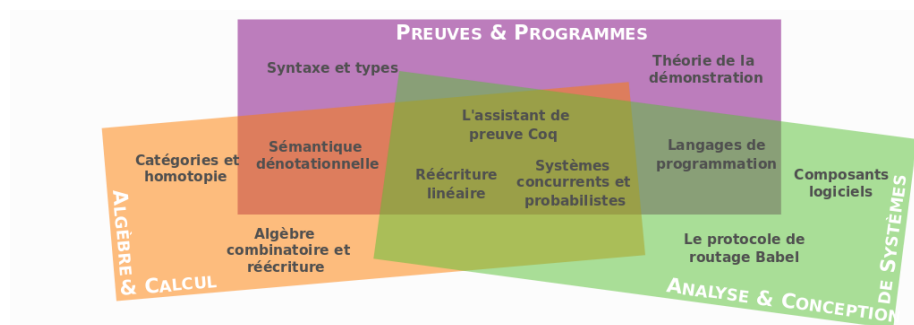 PREUVES & PROGRAMMES
Syntaxe et types
Théorie de la
démonstration
L'assistant de
preuve Coq
Catégories et
homotopie
Sémantique
dénotationnelle
Réécriture
linéaire
Systèmes
concurrents et
probabilistes
Langages de
programmation
Composants
logiciels
Algèbre
combinatoire et
réécriture
Le protocole de
routage Babel
ALGÈBRE
& CALCUL
ANALYSE & CONCEPTION
DE SYSTÈMES